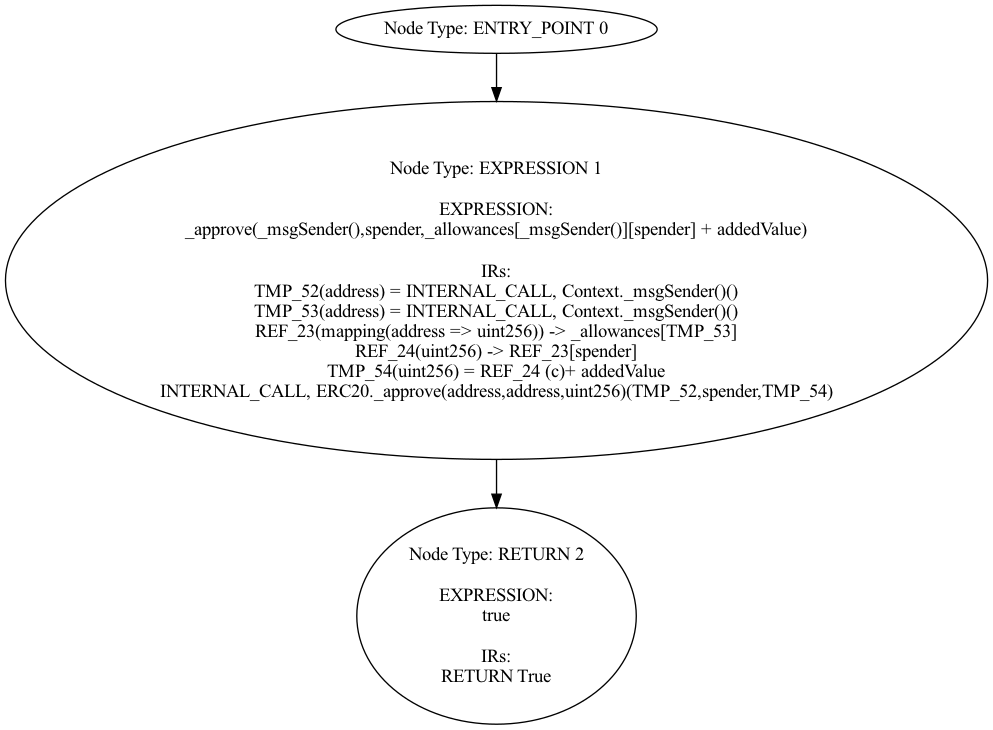 Node Type: ENTRY_POINT 0
Node Type: EXPRESSION 1
EXPRESSION:
_approve(_msgSender(),spender,_allowances[_msgSender()][spender] + addedValue)
IRs:
TMP_52(address) = INTERNAL_CALL, Context._msgSender()()
TMP_53(address) = INTERNAL_CALL, Context._msgSender()()
REF_23(mapping(address => uint256)) -> _allowances[TMP_53]
REF_24(uint256) -> REF_23[spender]
TMP_54(uint256) = REF_24 (c)+ addedValue
INTERNAL_CALL, ERC20._approve(address,address,uint256)(TMP_52,spender,TMP_54)
Node Type: RETURN 2
EXPRESSION:
true
IRs:
RETURN True